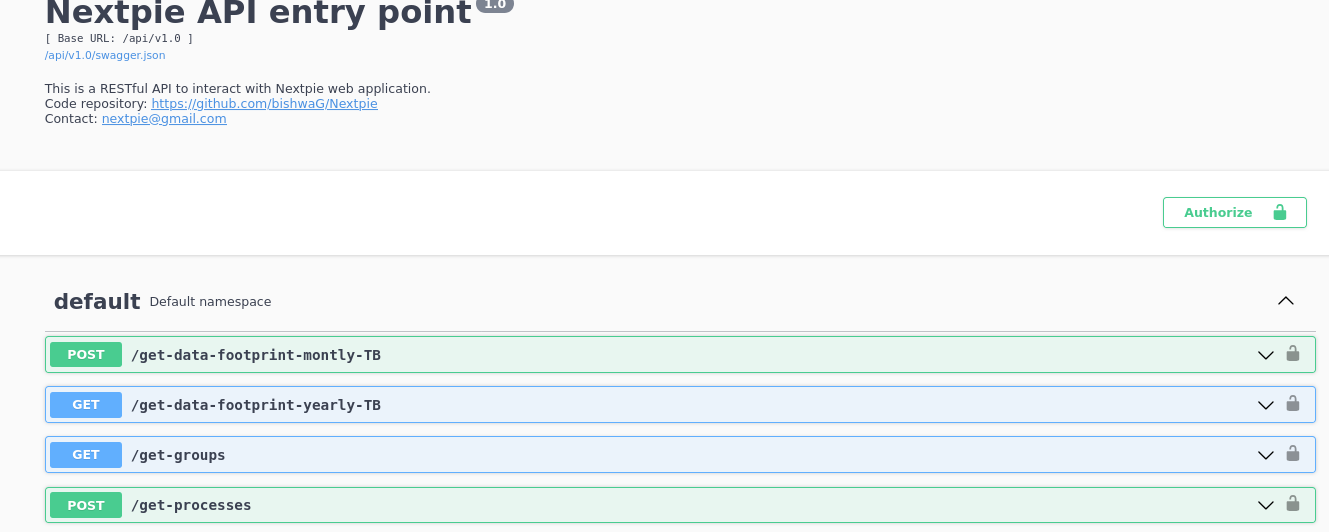 Nextpie API entry point 1.0
[ Base URL: /api/v1.0 ]
/api/v1.0/swagger.json
This is a RESTful API to interact with Nextpie web application.
Code repository: https://github.com/bishwaG/Nextpie
Contact: nextpie@gmail.com
Authorize
default Default namespace
POST /get-data-footprint-montly-TB
GET /get-data-footprint-yearly-TB
GET /get-groups
POST /get-processes